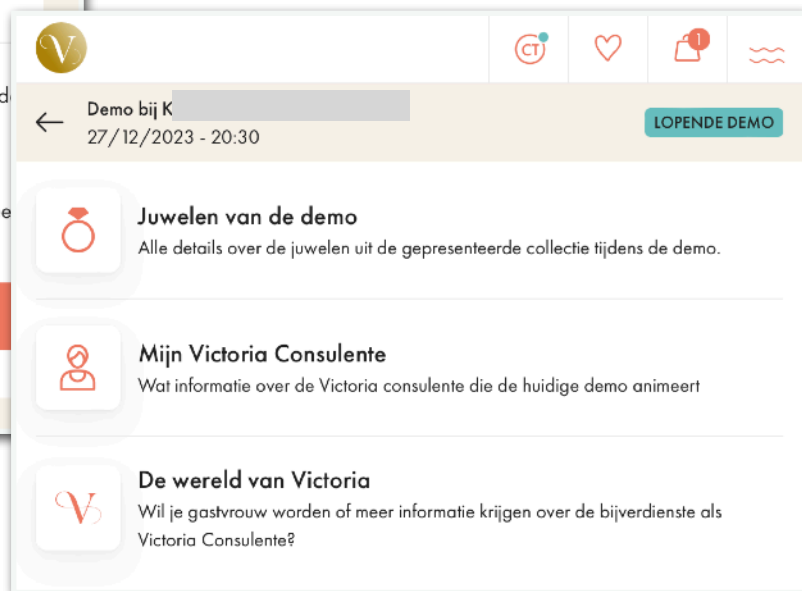 V
CT
1
Demo bij K
27/12/2023 - 20:30
LOPENDE DEMO
Juwelen van de demo
Alle details over de juwelen uit de gepresenteerde collectie tijdens de demo.
Mijn Victoria Consulente
Wat informatie over de Victoria consulente die de huidige demo animeert
De wereld van Victoria
V
Wil je gastvrouw worden of meer informatie krijgen over de bijverdienste als
Victoria Consulente?